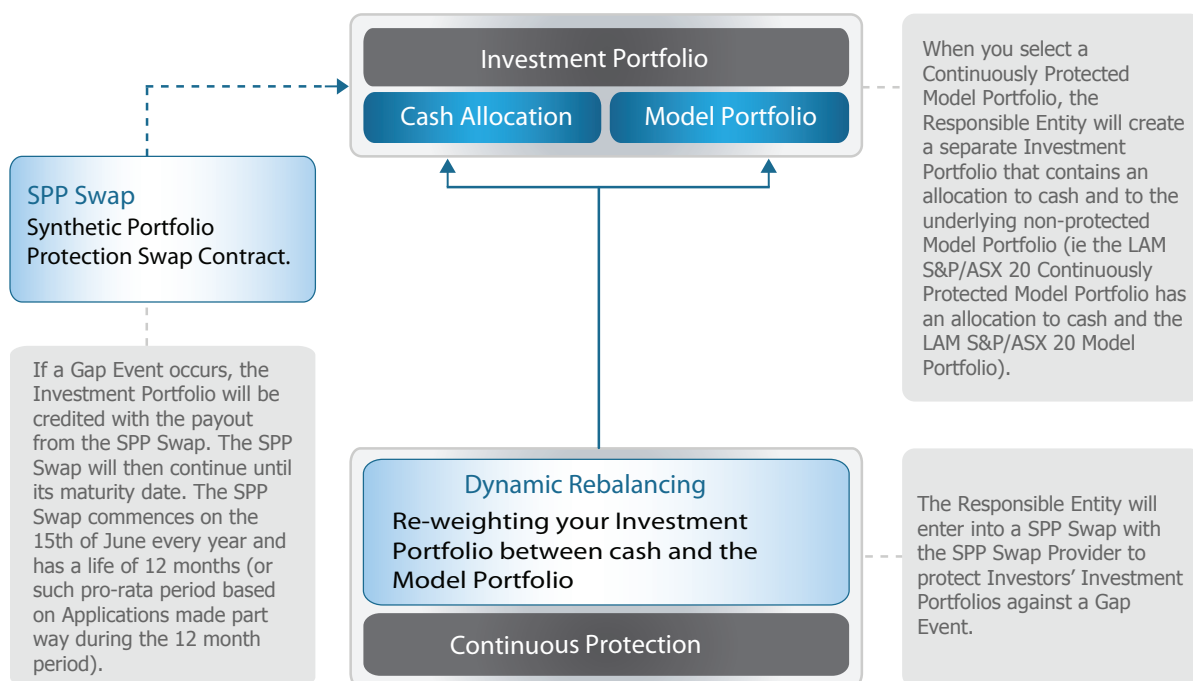 Investment Portfolio
Cash Allocation
Model Portfolio
When you select a
Continuously Protected
Model Portfolio, the
Responsible Entity will create
a separate Investment
Portfolio that contains an
allocation to cash and to the
underlying non-protected
Model Portfolio (ie the LAM
S&P/ASX 20 Continuously
Protected Model Portfolio has
an allocation to cash and the
LAM S&P/ASX 20 Model
Portfolio).
SPP Swap
Synthetic Portfolio
Protection Swap Contract.
If a Gap Event occurs, the
Investment Portfolio will be
credited with the payout
from the SPP Swap. The SPP
Swap will then continue until
its maturity date. The SPP
Swap commences on the
15th of June every year and
has a life of 12 months (or
such pro-rata period based
on Applications made part
way during the 12 month
period).
Dynamic Rebalancing
Re-weighting your Investment
Portfolio between cash and the
Model Portfolio
Continuous Protection
The Responsible Entity will
enter into a SPP Swap with
the SPP Swap Provider to
protect Investors' Investment
Portfolios against a Gap
Event.